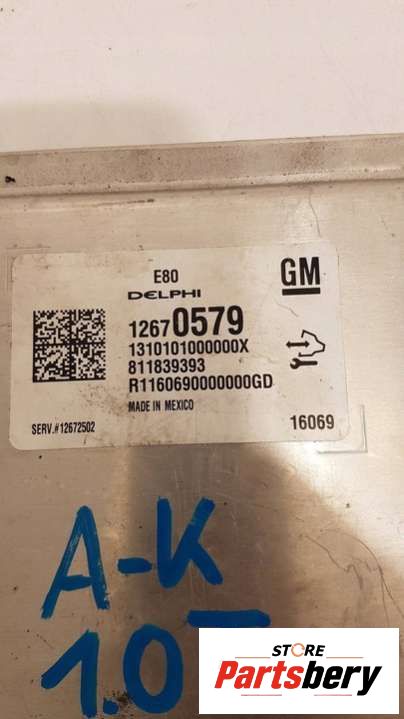 E80
DELPHI
GM
12670579
1310101000000X
811839393
R1160690000000GD
MADE IN MEXICO
SERV.#12672502
16069
A-K
1.0
STORE
Partsbery